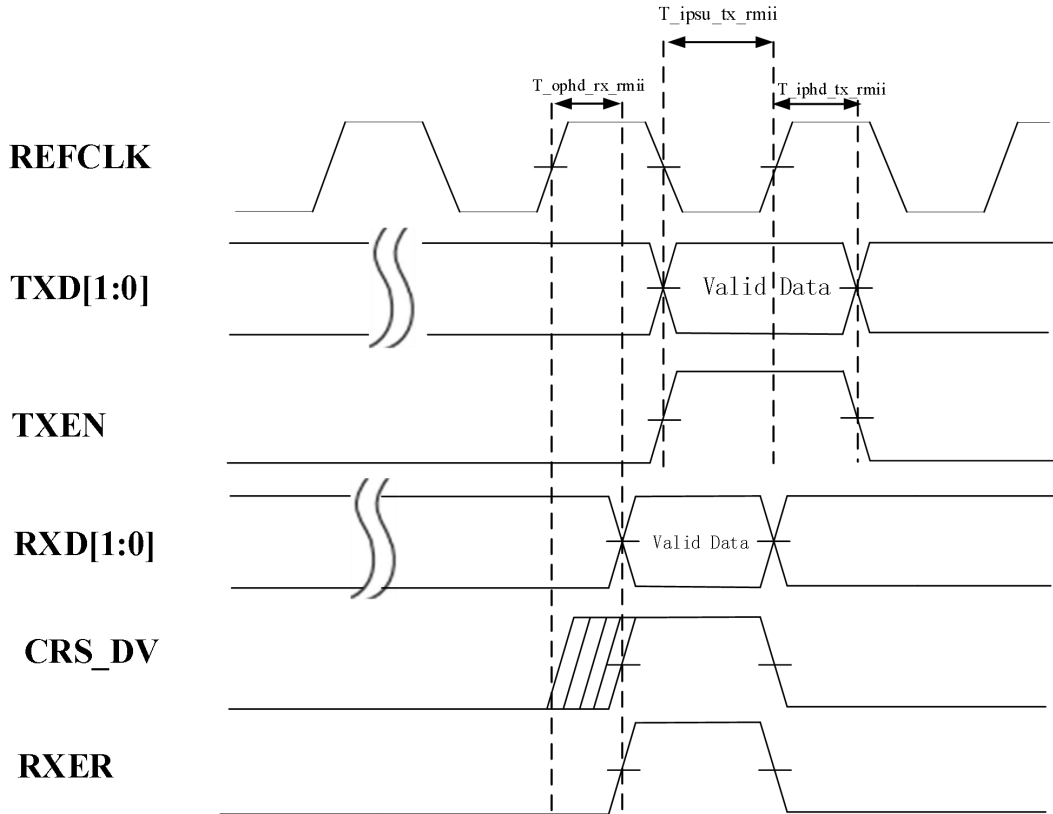 T_ipsu_tx_rmii
T_ophd_rx_rmii
T_iphd_tx_rmii
REFCLK
TXD[1:0]
Valid Data
TXEN
RXD[1:0]
Valid Data
CRS_DV
RXER